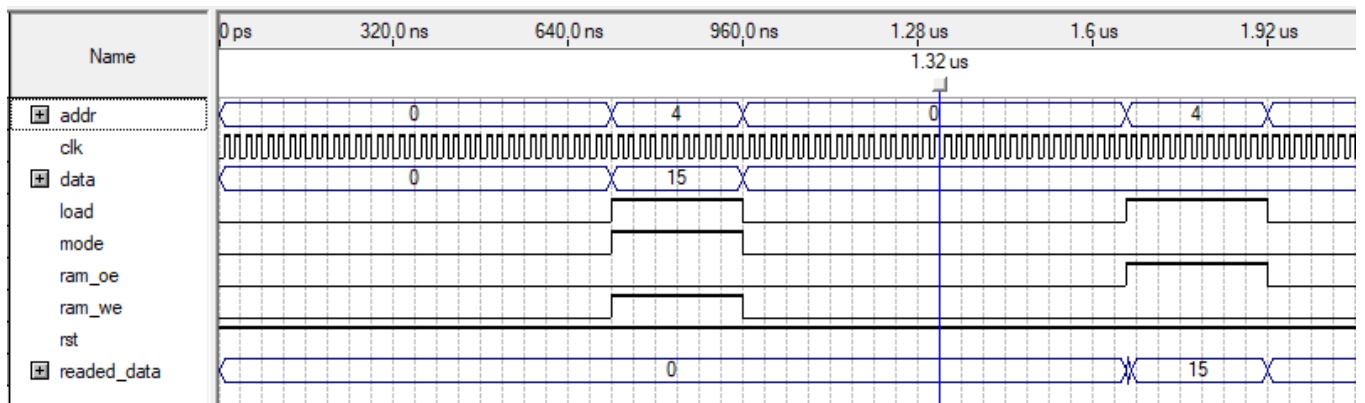 0 ps 320,0 ns 640,0 ns 960,0 ns 1.28 us 1.6 us 1.92 us
Name
1.32 us
addr 0 4 0 4
clk
data 0 15
load
mode
ram_oe
ram_we
rst
readed_data 0 15